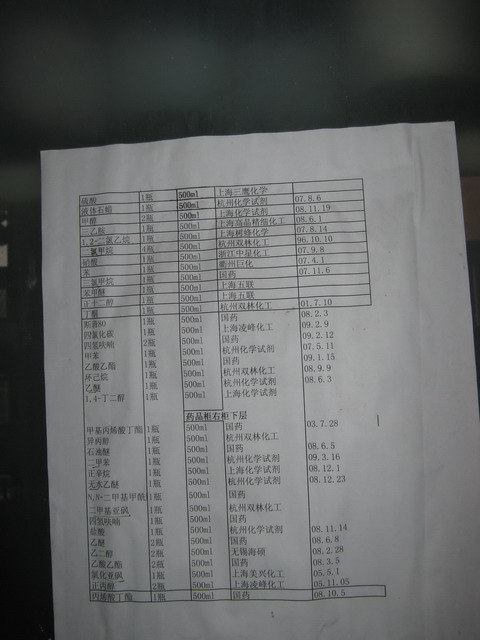 硫酸 1瓶 500ml 上海三鹰化学
液体石蜡 1瓶 500ml 杭州化学试剂 07.8.6
甲醇 2瓶 500ml 上海化学试剂 08.11.19
三乙胺 1瓶 500ml 上海高品精细化工 08.6.1
1,2-二氯乙烷 1瓶 500ml 上海树峰化学 07.8.14
二氯甲烷 4瓶 500ml 杭州双林化工 96.10.10
硝酸 1瓶 500ml 浙江中星化工 07.9.8
苯 1瓶 500ml 衢州巨化 07.4.1
三氯甲烷 1瓶 500ml 国药 07.11.6
苯甲醚 1瓶 500ml 上海五联
正十二醇 1瓶 500ml 上海五联
丁酮 1瓶 500ml 杭州双林化工 01.7.10
斯潘80 1瓶 500ml 国药 08.2.3
四氯化碳 1瓶 500ml 上海凌峰化工 09.2.9
四氢呋喃 2瓶 500ml 国药 09.2.12
甲苯 1瓶 500ml 杭州化学试剂 07.5.11
乙酸乙酯 1瓶 500ml 国药 09.1.15
环己烷 1瓶 500ml 杭州双林化工 08.9.9
乙醚 1瓶 500ml 杭州化学试剂 08.6.3
1,4-丁二醇 1瓶 500ml 上海化学试剂
药品柜右柜下层
甲基丙烯酸丁酯 1瓶 500ml 国药 03.7.28
异丙醇 1瓶 500ml 杭州双林化工
石油醚 1瓶 500ml 国药 08.6.5
二甲苯 1瓶 500ml 杭州化学试剂 09.3.16
正辛烷 1瓶 500ml 上海化学试剂 08.12.1
无水乙醚 1瓶 500ml 杭州化学试剂 08.12.23
N,N-二甲基甲酰 1瓶 500ml 国药
二甲基亚砜 1瓶 500ml 杭州双林化工
四氢呋喃 1瓶 500ml 国药
盐酸 1瓶 500ml 杭州化学试剂 08.11.14
乙醚 2瓶 500ml 国药 08.6.8
乙二醇 2瓶 500ml 无锡海硕 08.2.28
乙酸乙酯 2瓶 500ml 国药 08.3.5
氯化亚砜 1瓶 500ml 上海美兴化工 05.5.1
正丙醇 2瓶 500ml 上海凌峰化工 05.11.05
丙烯酸丁酯 1瓶 500ml 国药 08.10.5